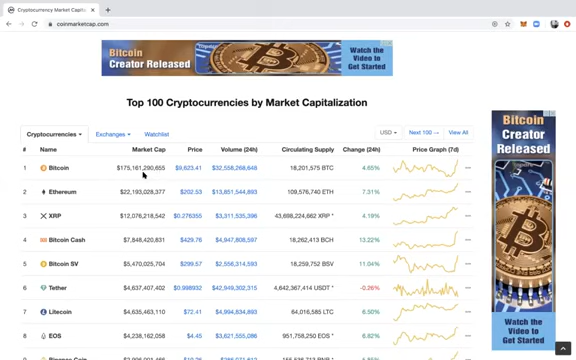 Cryptocurrency Market Capital
coinmarketcap.com
Bitcoin
Creator Released
Watch the
Video to
Get Started
Top 100 Cryptocurrencies by Market Capitalization
Cryptocurrencies Exchanges Watchlist USD Next 100 → View All
# Name Market Cap Price Volume (24h) Circulating Supply Change (24h) Price Graph (7d)
1 Bitcoin $175,161,290,655 $9,623.41 $32,558,268,648 18,201,575 BTC 4.65%
2 Ethereum $22,193,028,377 $202.53 $13,851,544,893 109,576,740 ETH 7.31%
3 XRP $12,076,218,542 $0.276355 $3,311,535,396 43,698,224,662 XRP * 4.19%
4 Bitcoin Cash $7,848,420,831 $429.76 $4,947,808,597 18,262,413 BCH 13.22%
5 Bitcoin SV $5,470,025,704 $299.57 $2,556,314,593 18,259,752 BSV 11.04%
6 Tether $4,637,407,402 $0.998932 $42,949,302,315 4,642,367,414 USDT * -0.26%
7 Litecoin $4,635,463,110 $72.41 $4,994,634,863 64,016,785 LTC 6.50%
8 EOS $4,238,162,058 $4.45 $3,621,555,086 951,758,250 EOS * 6.82%
Bitcoin
Creator
Released
Watch the
Video to
Get Started